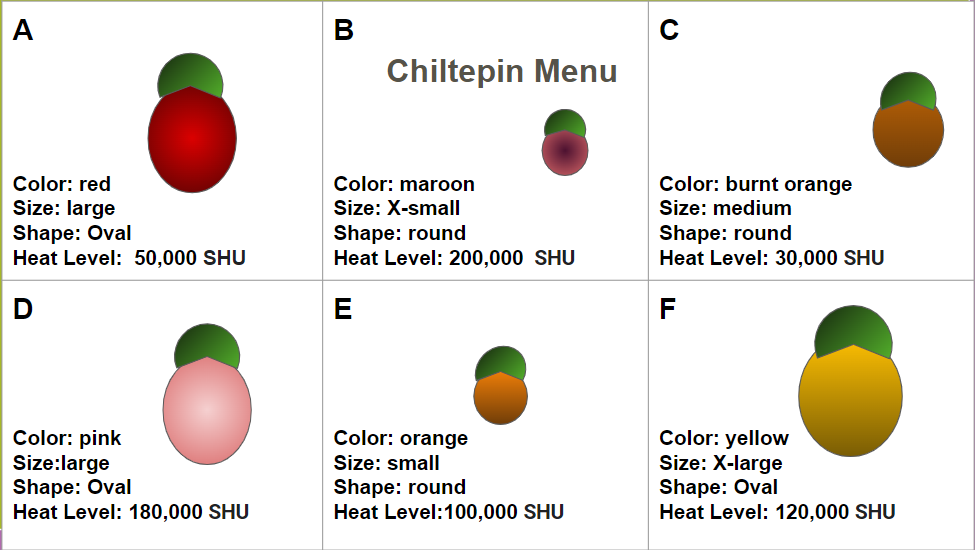 A
Color: red
Size: large
Shape: Oval
Heat Level: 50,000 SHU
B
Chiltepin Menu
Color: maroon
Size: X-small
Shape: round
Heat Level: 200,000 SHU
C
Color: burnt orange
Size: medium
Shape: round
Heat Level: 30,000 SHU
D
Color: pink
Size:large
Shape: Oval
Heat Level: 180,000 SHU
E
Color: orange
Size: small
Shape: round
Heat Level:100,000 SHU
F
Color: yellow
Size: X-large
Shape: Oval
Heat Level: 120,000 SHU